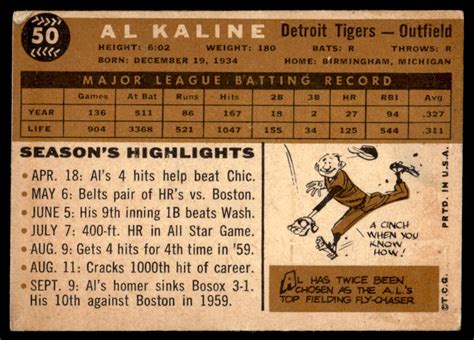 50
AL KALINE
Detroit Tigers — Outfield
HEIGHT: 6:02 WEIGHT: 180 BATS: R THROWS: R
BORN: DECEMBER 19, 1934 HOME: BIRMINGHAM, MICHIGAN
MAJOR LEAGUE BATTING RECORD
Games At Bat Runs Hits 2B 3B HR RBI Avg.
YEAR 136 511 86 167 19 2 27 94 .327
LIFE 904 3368 521 1047 155 34 125 544 .311
SEASON'S HIGHLIGHTS
• APR. 18: Al's 4 hits help beat Chic.
• MAY 6: Belts pair of HR's vs. Boston.
• JUNE 5: His 9th inning 1B beats Wash.
• JULY 7: 400-ft. HR in All Star Game.
• AUG. 9: Gets 4 hits for 4th time in '59.
• AUG. 11: Cracks 1000th hit of career.
• SEPT. 9: Al's homer sinks Bosox 3-1.
His 10th against Boston in 1959.
A CINCH
WHEN YOU
KNOW HOW!
AL HAS TWICE BEEN
CHOSEN AS THE A.L.'S
TOP FIELDING FLY-CHASER.
©T.C.G. PRTD. IN U.S.A.